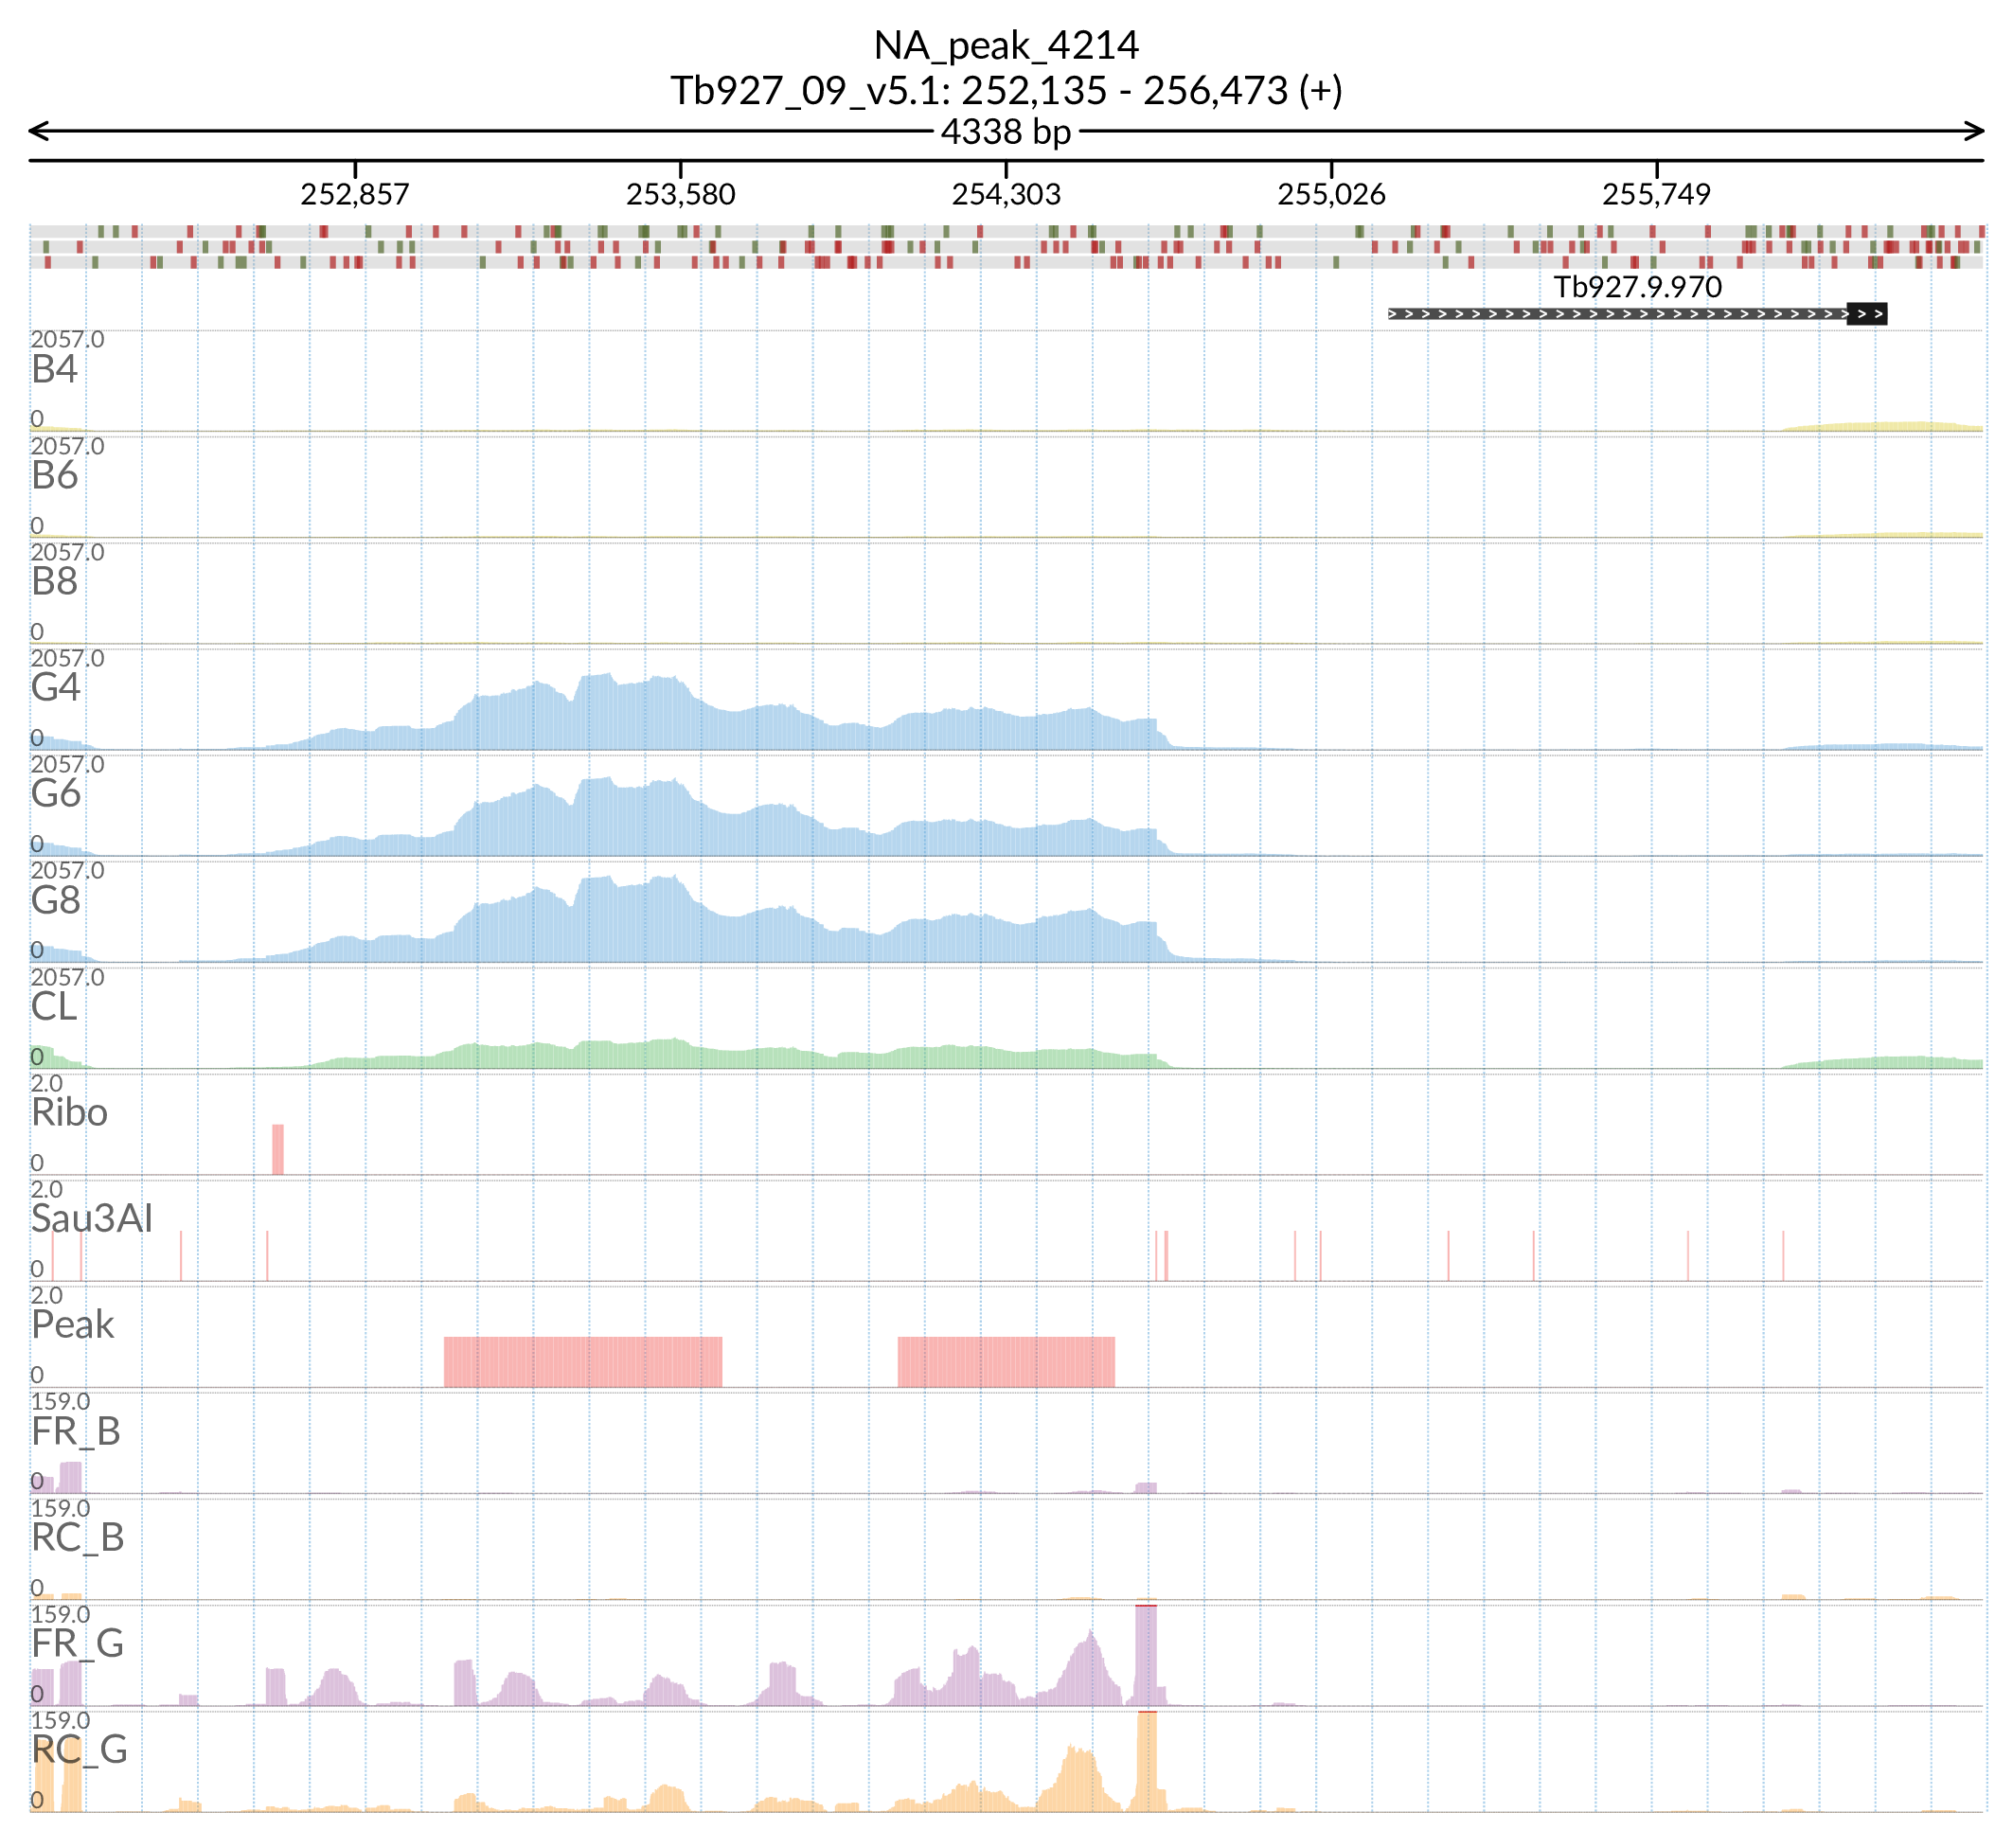 NA_peak_4214
Tb927_09_v5.1: 252,135 - 256,473 (+)
4338 bp
252,857 253,580 254,303 255,026 255,749
Tb927.9.970
2057.0
B4
0
2057.0
B6
0
2057.0
B8
0
2057.0
G4
0
2057.0
G6
0
2057.0
G8
0
2057.0
CL
0
2.0
Ribo
0
2.0
Sau3AI
0
2.0
Peak
0
159.0
FR_B
0
159.0
RC_B
0
159.0
FR_G
0
159.0
RC_G
0